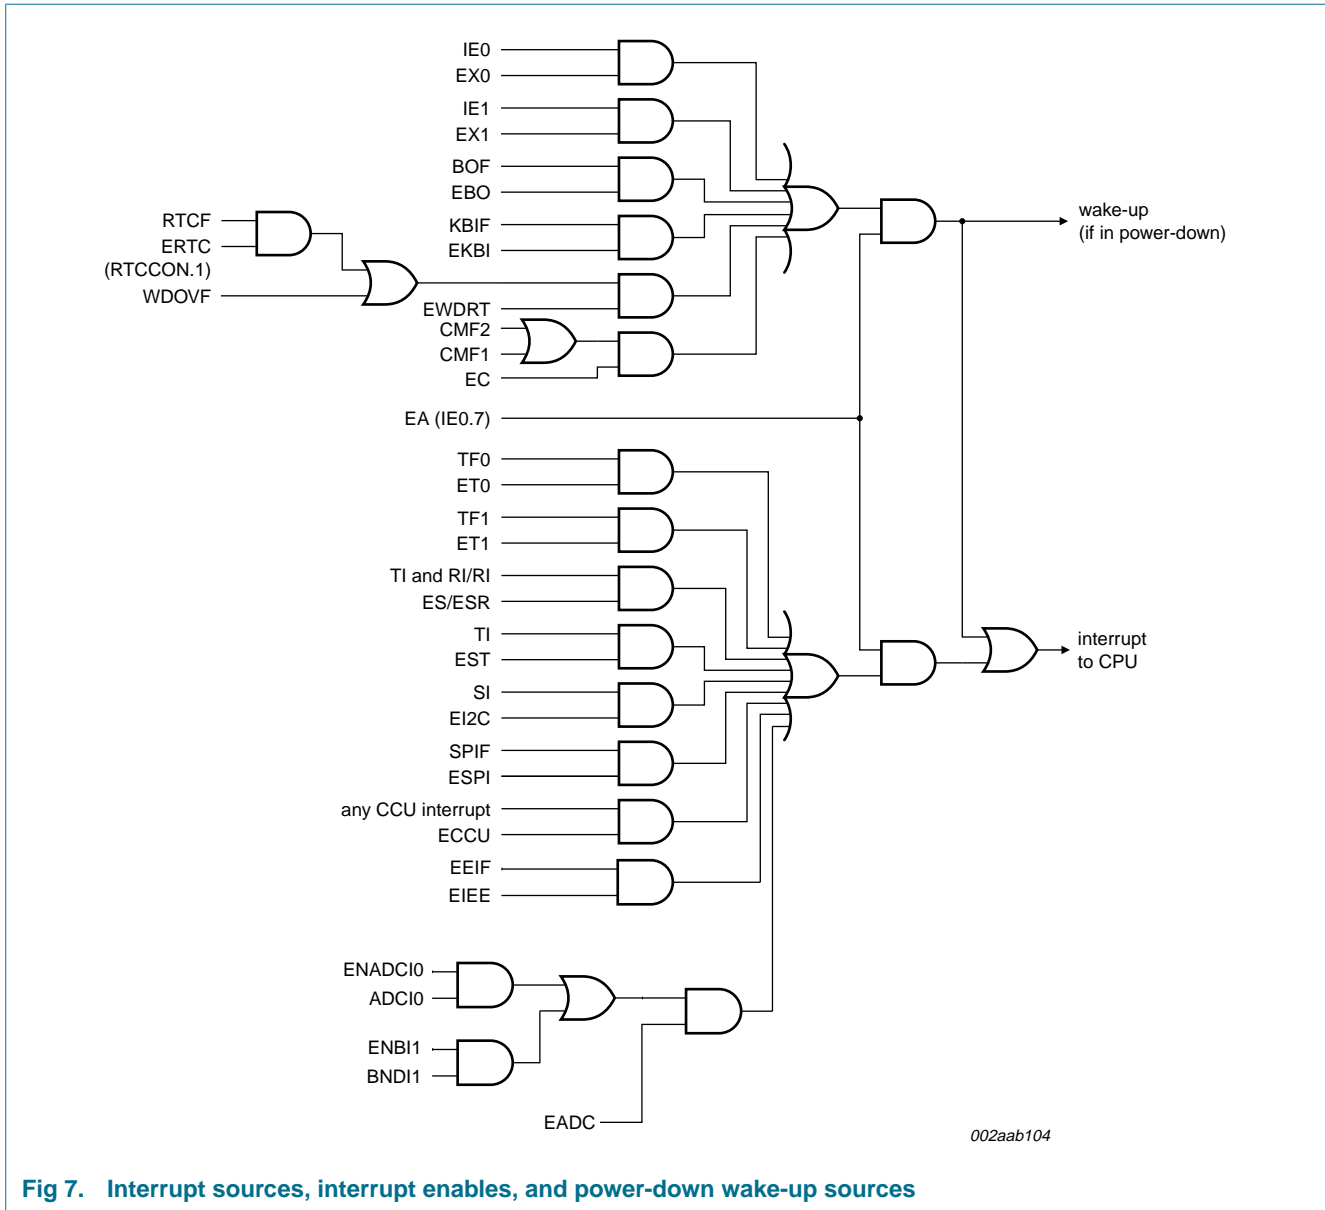 IE0
EX0
IE1
EX1
BOF
EBO
RTCF
ERTC
(RTCCON.1)
WDOVF
KBIF
EKBI
EWDRT
CMF2
CMF1
EC
EA (IE0.7)
wake-up
(if in power-down)
TF0
ET0
TF1
ET1
TI and RI/RI
ES/ESR
TI
EST
SI
EI2C
SPIF
ESPI
any CCU interrupt
ECCU
EEIF
EIEE
interrupt
to CPU
ENADCI0
ADCI0
ENBI1
BNDI1
EADC
002aab104
Fig 7. Interrupt sources, interrupt enables, and power-down wake-up sources